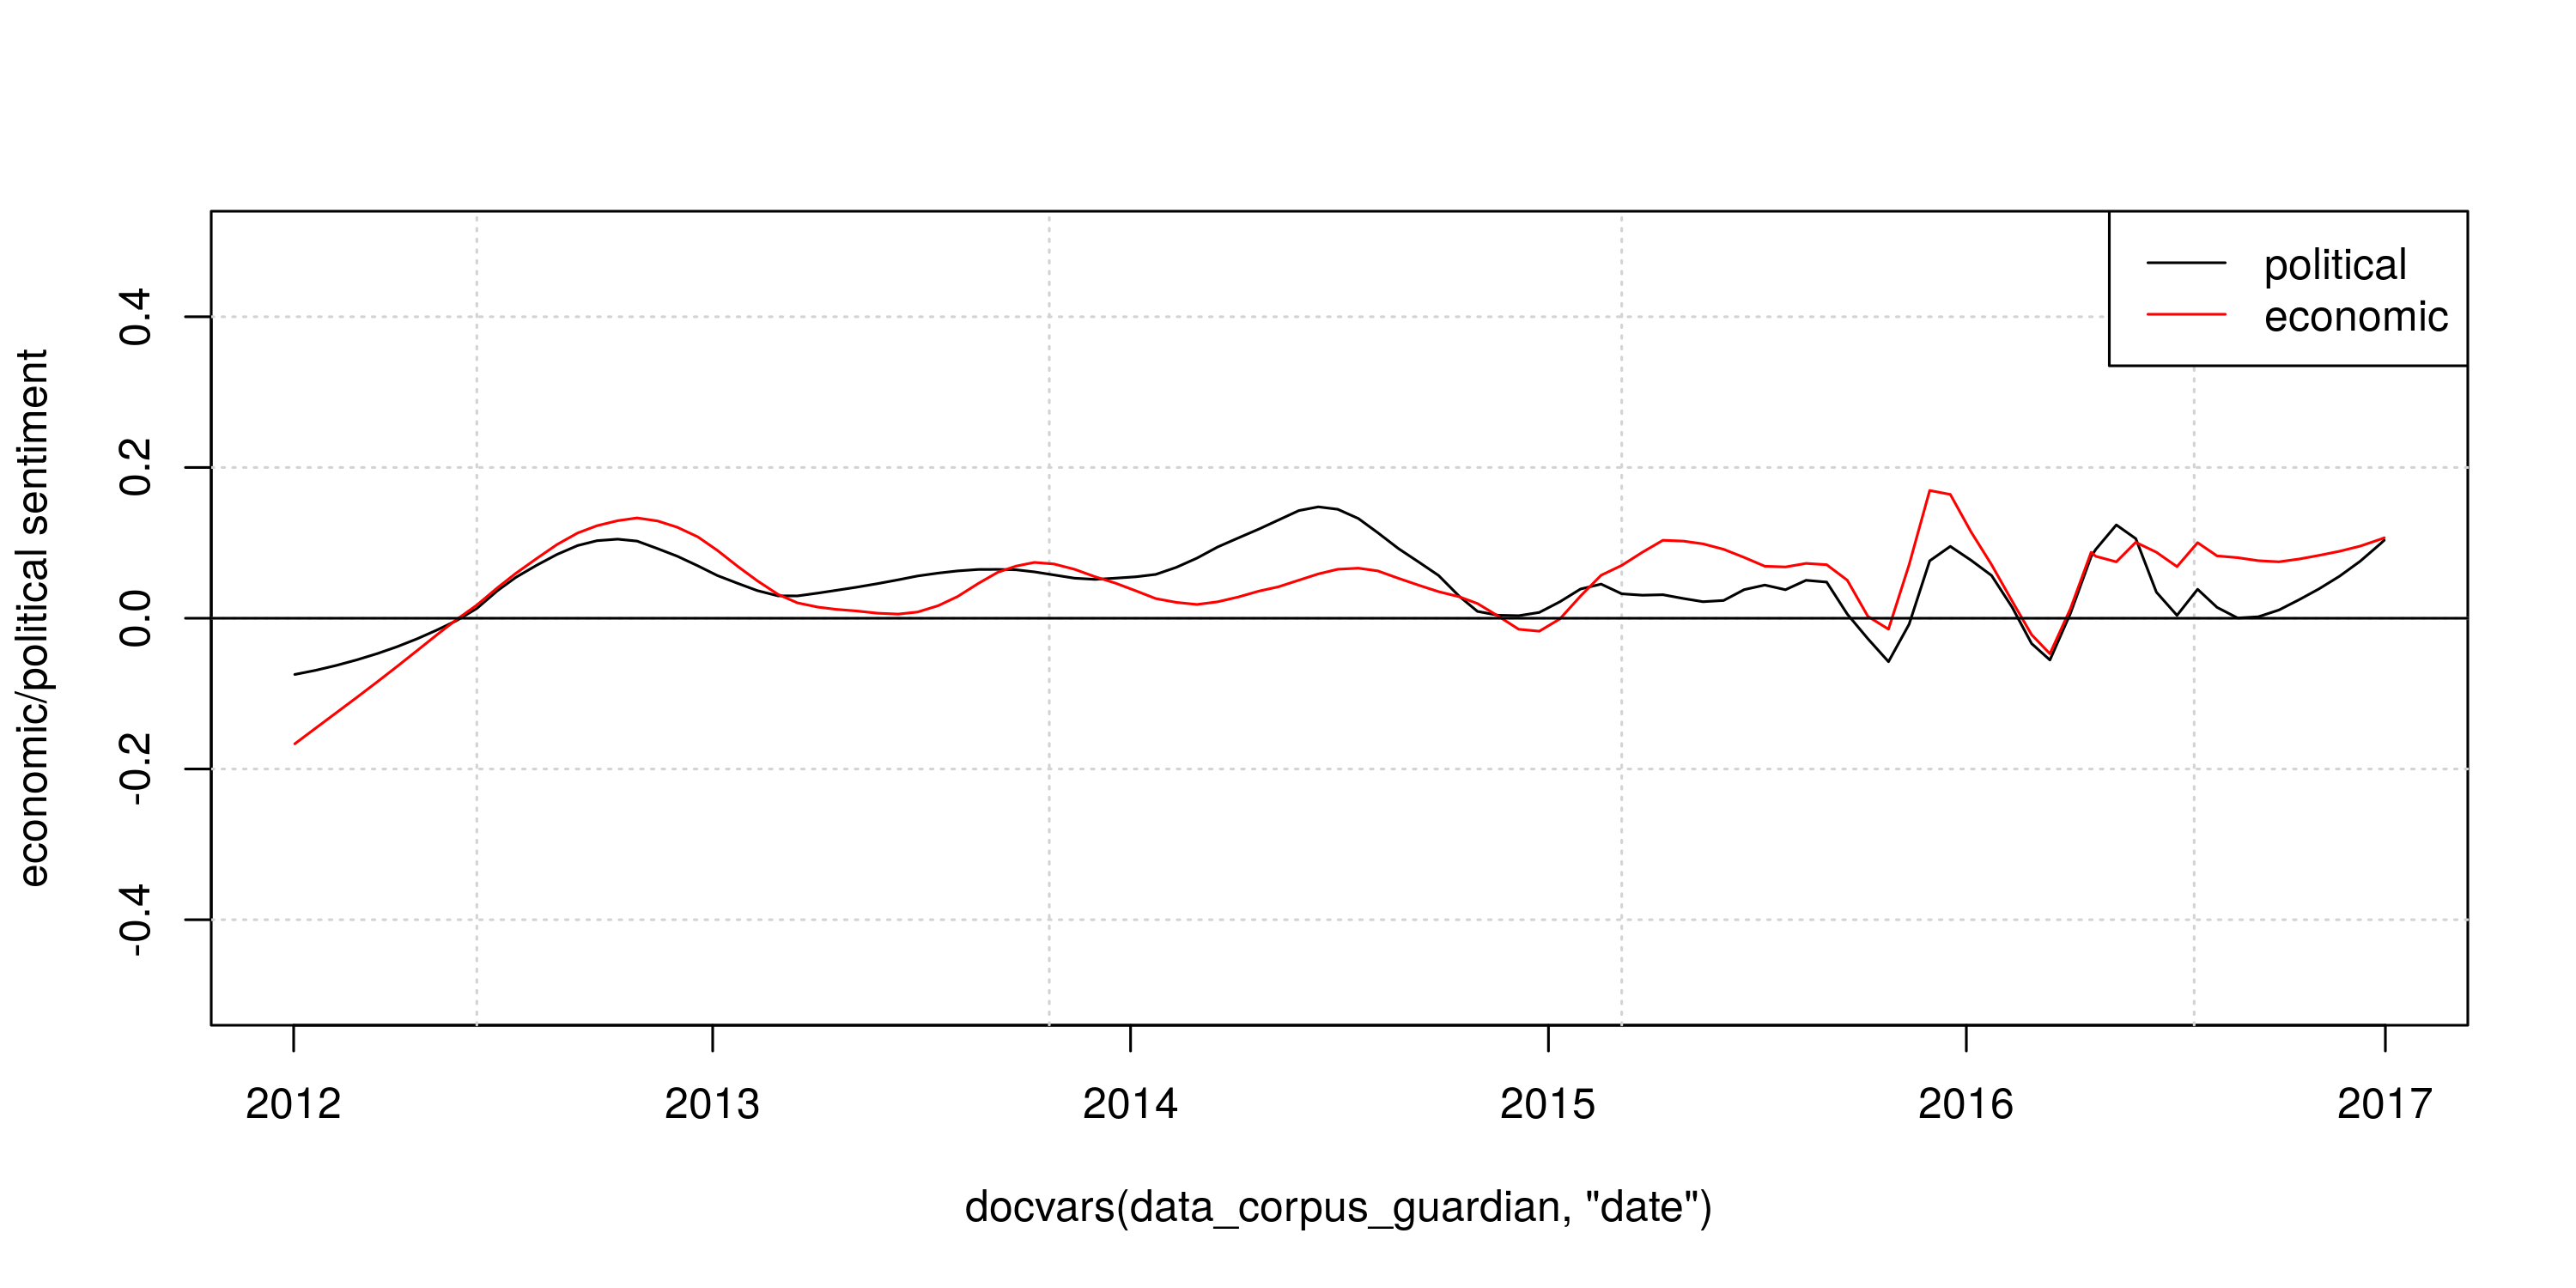 political
economic
economic/political sentiment
0.4
0.2
0.0
-0.2
-0.4
2012 2013 2014 2015 2016 2017
docvars(data_corpus_guardian, "date")